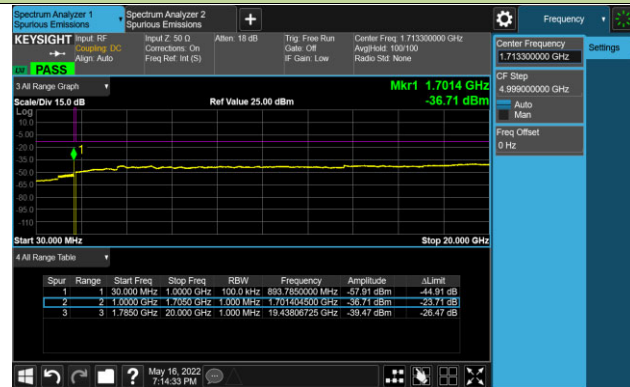 Spectrum Analyzer 1
Spurious Emissions
Spectrum Analyzer 2
Spurious Emissions
Frequency
KEYSIGHT
Input: RF
Coupling: DC
Align: Auto
Input Z: 50 Ω
Corrections: On
Freq Ref: Int (S)
Atten: 18 dB
Trig: Free Run
Gate: Off
IF Gain: Low
Center Freq: 1.713300000 GHz
Avg|Hold: 100/100
Radio Std: None
PASS
Center Frequency
1.713300000 GHz
Settings
CF Step
4.999000000 GHz
Auto
Man
Freq Offset
0 Hz
3 All Range Graph
Mkr1 1.7014 GHz
Scale/Div 15.0 dB
Ref Value 25.00 dBm
-36.71 dBm
Log
10.0
-5.00
-20.0
-35.0
-50.0
-65.0
-80.0
-95.0
-110
1
Start 30.000 MHz
Stop 20.000 GHz
4 All Range Table
Spur Range Start Freq Stop Freq RBW Frequency Amplitude ΔLimit
1 1 30.000 MHz 1.0000 GHz 100.0 kHz 893.7850000 MHz -57.91 dBm -44.91 dB
2 2 1.0000 GHz 1.7050 GHz 1.000 MHz 1.701404500 GHz -36.71 dBm -23.71 dB
3 3 1.7850 GHz 20.000 GHz 1.000 MHz 19.43806725 GHz -39.47 dBm -26.47 dB
May 16, 2022
7:14:33 PM